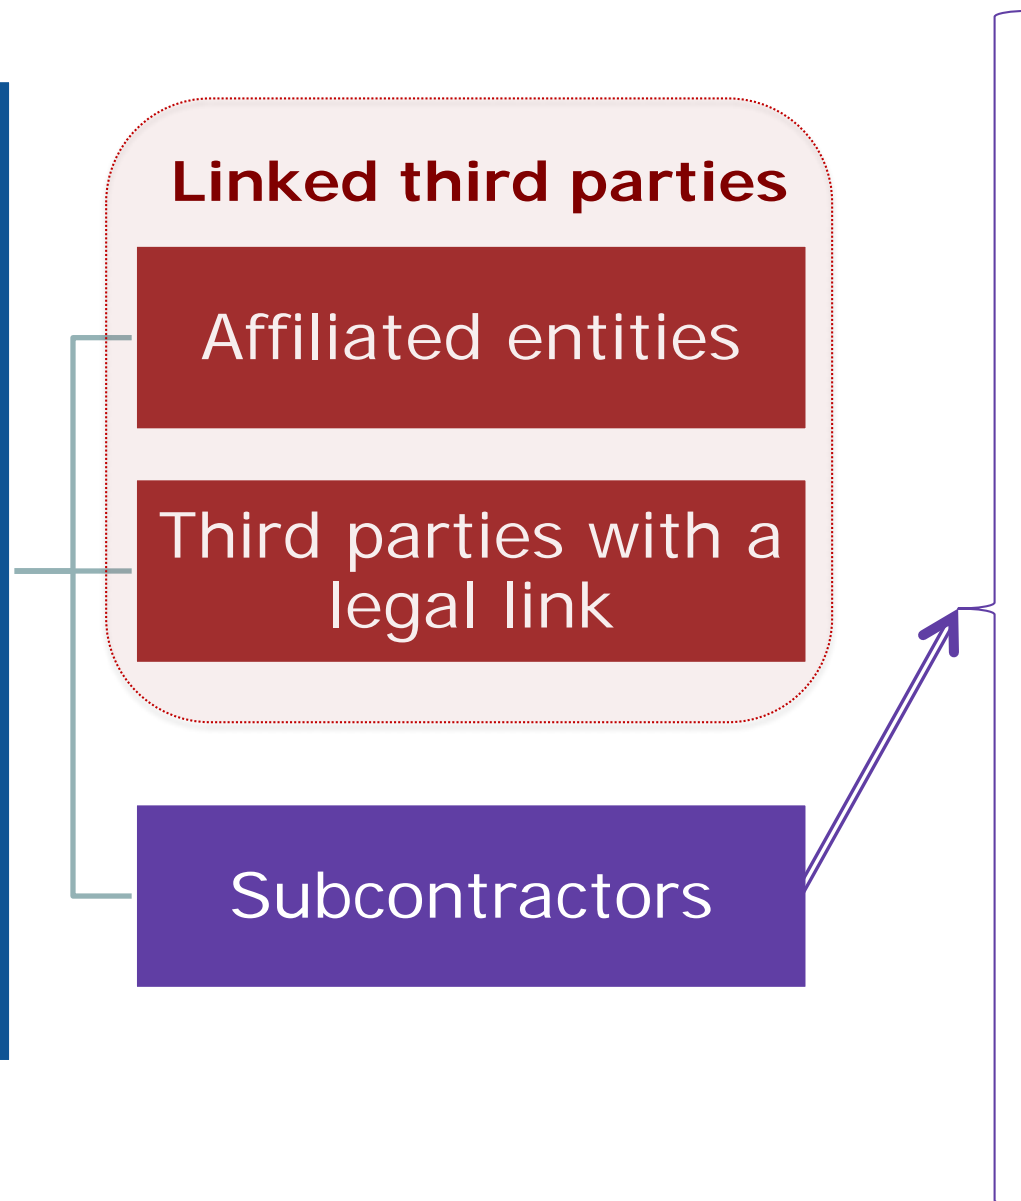 Linked third parties
Affiliated entities
Third parties with a
legal link
Subcontractors